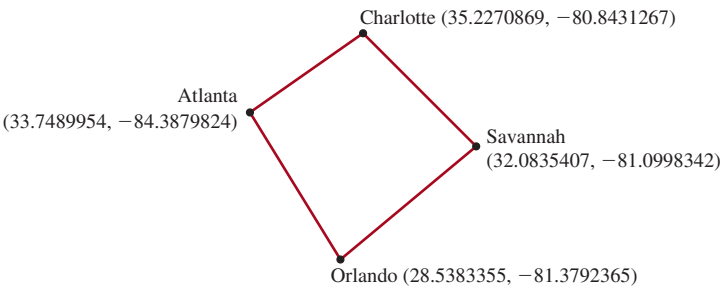 Charlotte (35.2270869, −80.8431267)
Atlanta
(33.7489954, −84.3879824)
Savannah
(32.0835407, −81.0998342)
Orlando (28.5383355, −81.3792365)